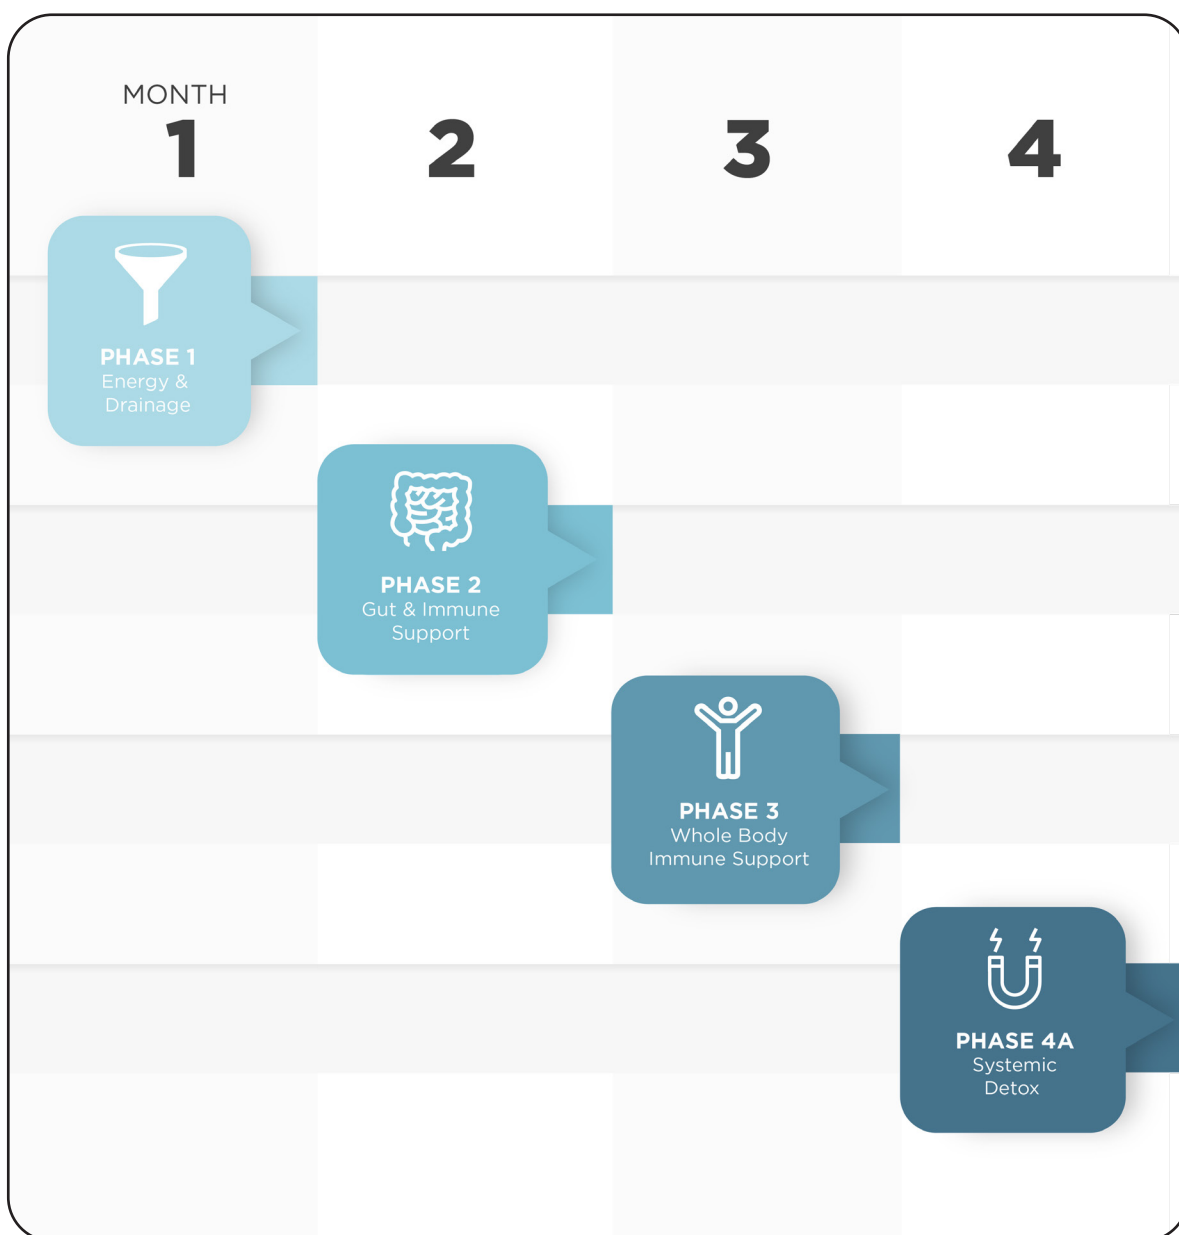 MONTH
1
2
3
4
PHASE 1
Energy &
Drainage
PHASE 2
Gut & Immune
Support
PHASE 3
Whole Body
Immune Support
PHASE 4A
Systemic
Detox